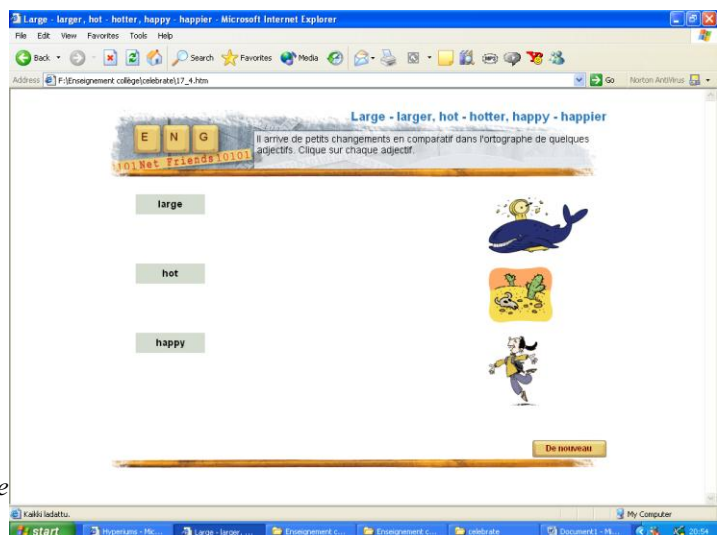 Large - larger, hot - hotter, happy - happier - Microsoft Internet Explorer
File Edit View Favorites Tools Help
Back Search Favorites Media
Address F:\Enseignement collège\celebrate\17_4.htm Go Norton AntiVirus
Large - larger, hot - hotter, happy - happier
E N G
101Net Friends10101
Il arrive de petits changements en comparatif dans l'ortographe de quelques
adjectifs. Clique sur chaque adjectif.
large
hot
happy
De nouveau
e
Kaikki ladattu. My Computer
start Hyperiums - Mic... Large - larger, ... Enseignement c... Enseignement c... celebrate Document1 - Mi... 20:54